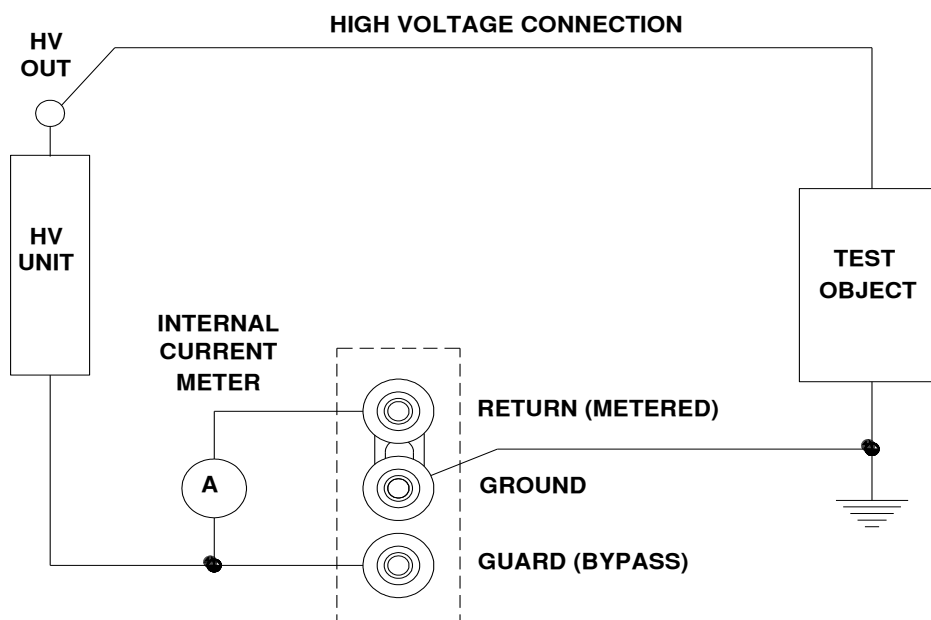 HIGH VOLTAGE CONNECTION
HV
OUT
HV
UNIT
TEST
OBJECT
INTERNAL
CURRENT
METER
A
RETURN (METERED)
GROUND
GUARD (BYPASS)